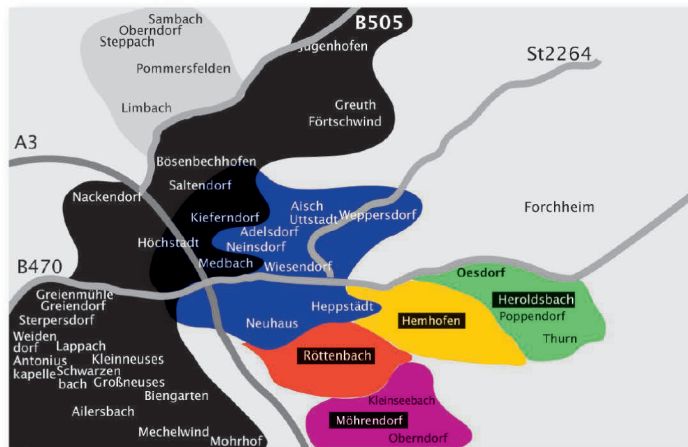 Sambach
Oberndorf
Steppach
B505
Jugenhofen
St2264
Pommersfelden
Limbach
Greuth
Förtschwind
A3
Bösenbechhofen
Saltendorf
Nackendorf
Aisch
Uttstadt
Weppersdorf
Kieferndorf
Forchheim
Adelsdorf
Höchstadt
Neinsdorf
Medbach
Wiesendorf
B470
Oesdorf
Greienmühle
Greiendorf
Heroldsbach
Heppstädt
Poppendorf
Sterpersdorf
Neuhaus
Hemhofen
Weiden
dorf
Lappach
Thurn
Antonius
kapelle
Kleinneuses
Röttenbach
Schwarzen
bach
Großneuses
Biengarten
Kleinseebach
Ailersbach
Möhrendorf
Mechelwind
Mohrhof
Oberndorf